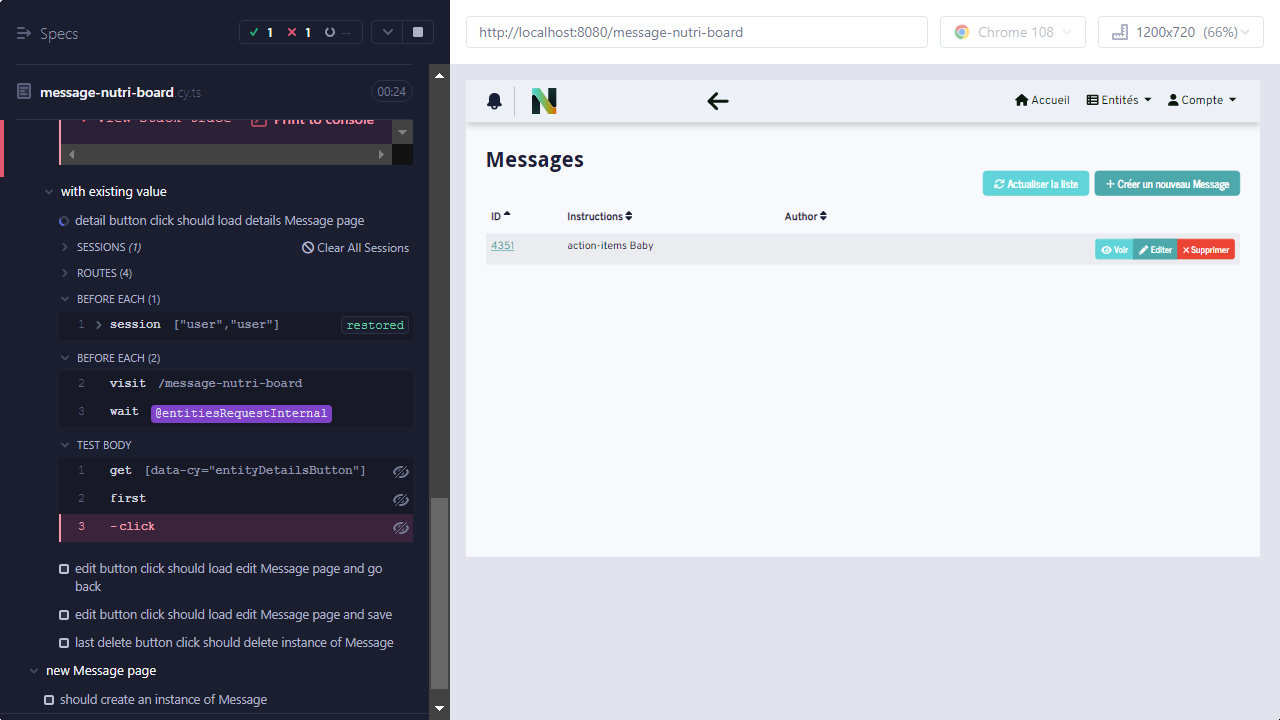 Specs
1 1 --
message-nutri-board.cy.ts 00:24
View stack trace Print to console
with existing value
detail button click should load details Message page
SESSIONS (1) Clear All Sessions
ROUTES (4)
BEFORE EACH (1)
1 session ["user","user"] restored
BEFORE EACH (2)
2 visit /message-nutri-board
3 wait @entitiesRequestInternal
TEST BODY
1 get [data-cy="entityDetailsButton"]
2 first
3 -click
edit button click should load edit Message page and go
back
edit button click should load edit Message page and save
last delete button click should delete instance of Message
new Message page
should create an instance of Message
http://localhost:8080/message-nutri-board
Chrome 108
1200x720 (66%)
N
Accueil Entités Compte
Messages
Actualiser la liste Créer un nouveau Message
ID Instructions Author
4351 action-items Baby Voir Editer Supprimer